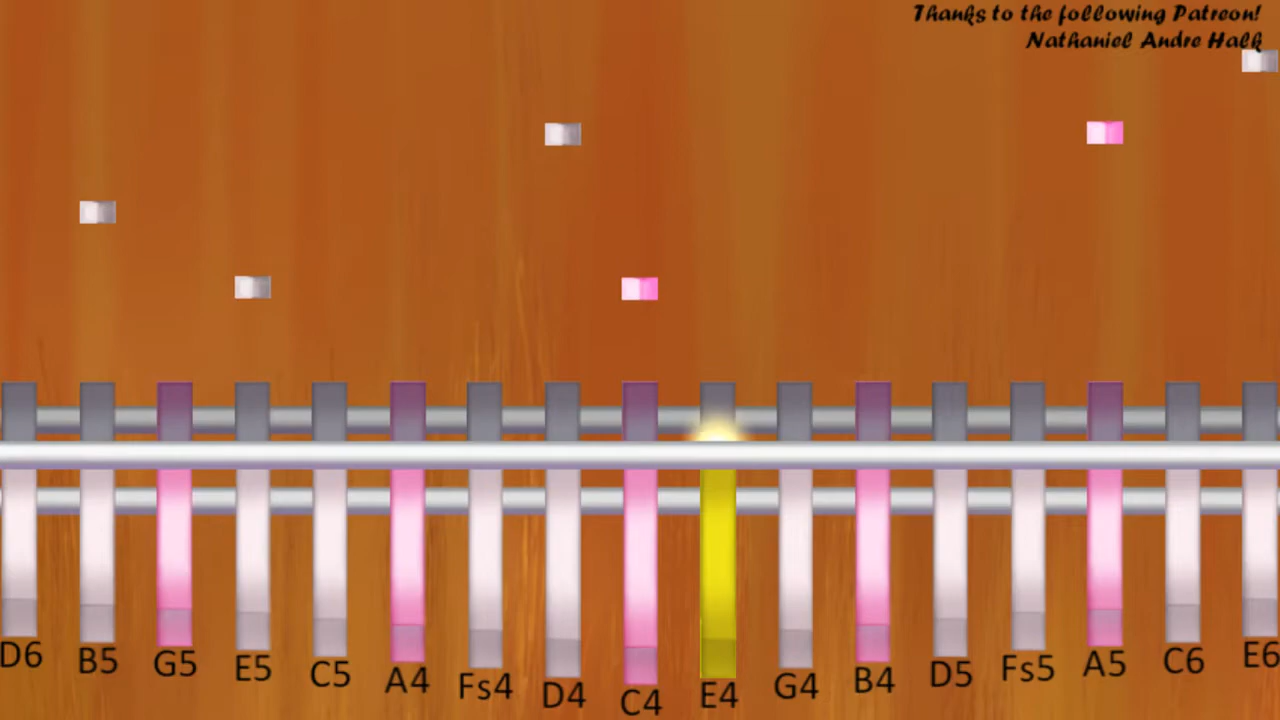 Thanks to the following Patreon!
Nathaniel Andre Halk
D6 B5 G5 E5 C5 A4 Fs4 D4 C4 E4 G4 B4 D5 Fs5 A5 C6 E6